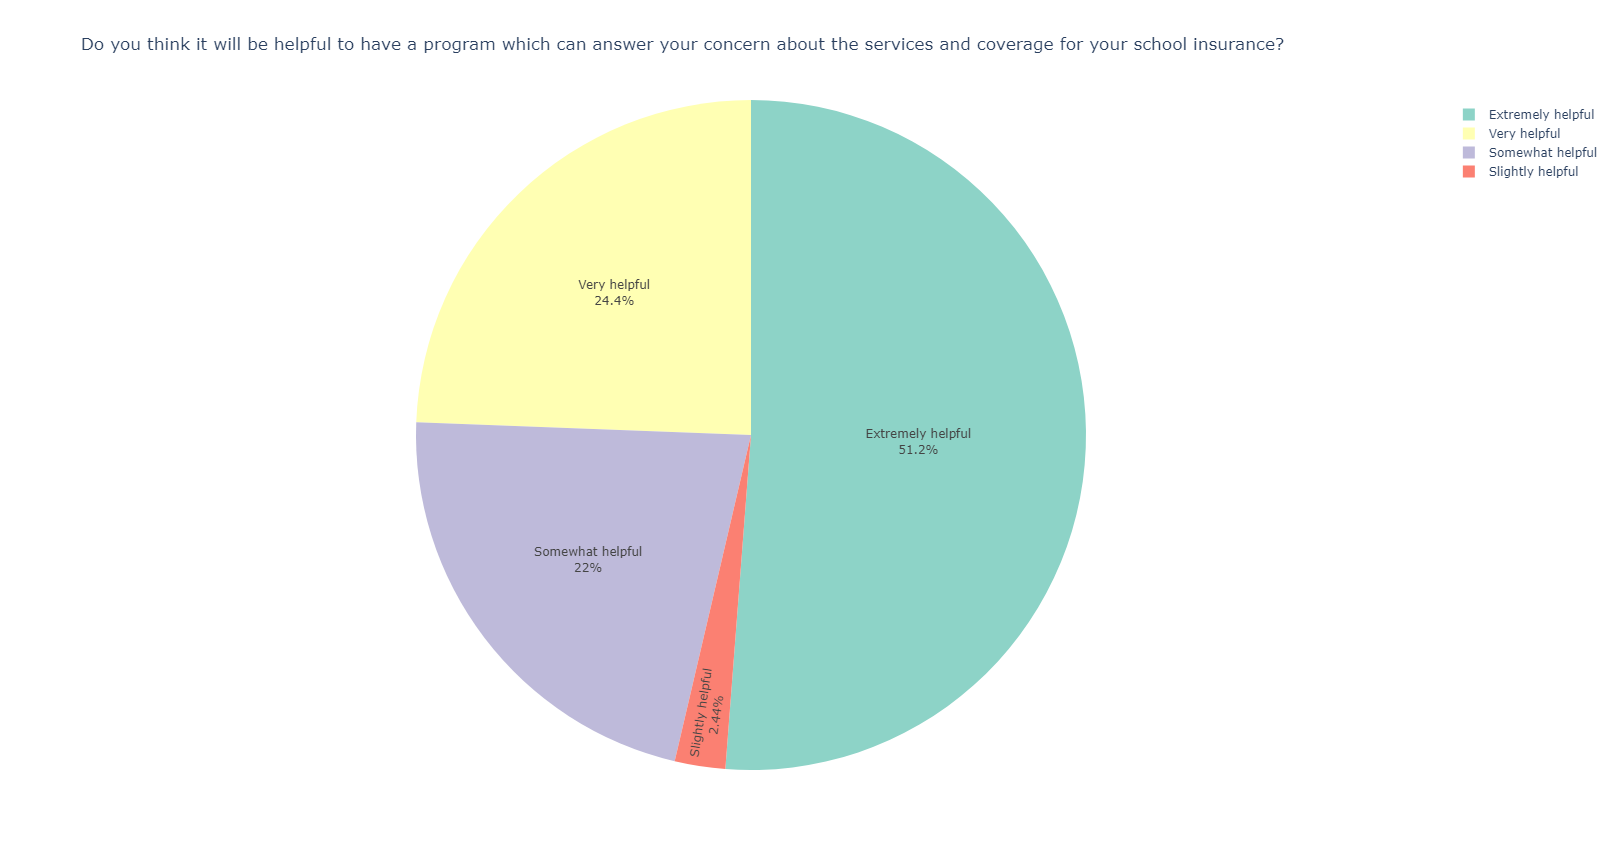 Do you think it will be helpful to have a program which can answer your concern about the services and coverage for your school insurance?
Extremely helpful
Very helpful
Somewhat helpful
Slightly helpful
Very helpful
24.4%
Extremely helpful
51.2%
Somewhat helpful
22%
Slightly helpful
2.44%